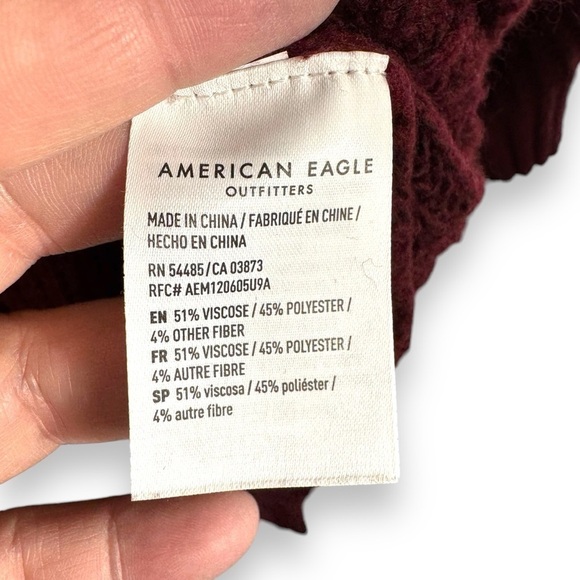 AMERICAN EAGLE
OUTFITTERS
MADE IN CHINA / FABRIQUÉ EN CHINE /
HECHO EN CHINA
RN 54485 / CA 03873
RFC# AEM120605U9A
EN 51% VISCOSE / 45% POLYESTER /
4% OTHER FIBER
FR 51% VISCOSE / 45% POLYESTER /
4% AUTRE FIBRE
SP 51% viscosa / 45% poliéster /
4% autre fibre